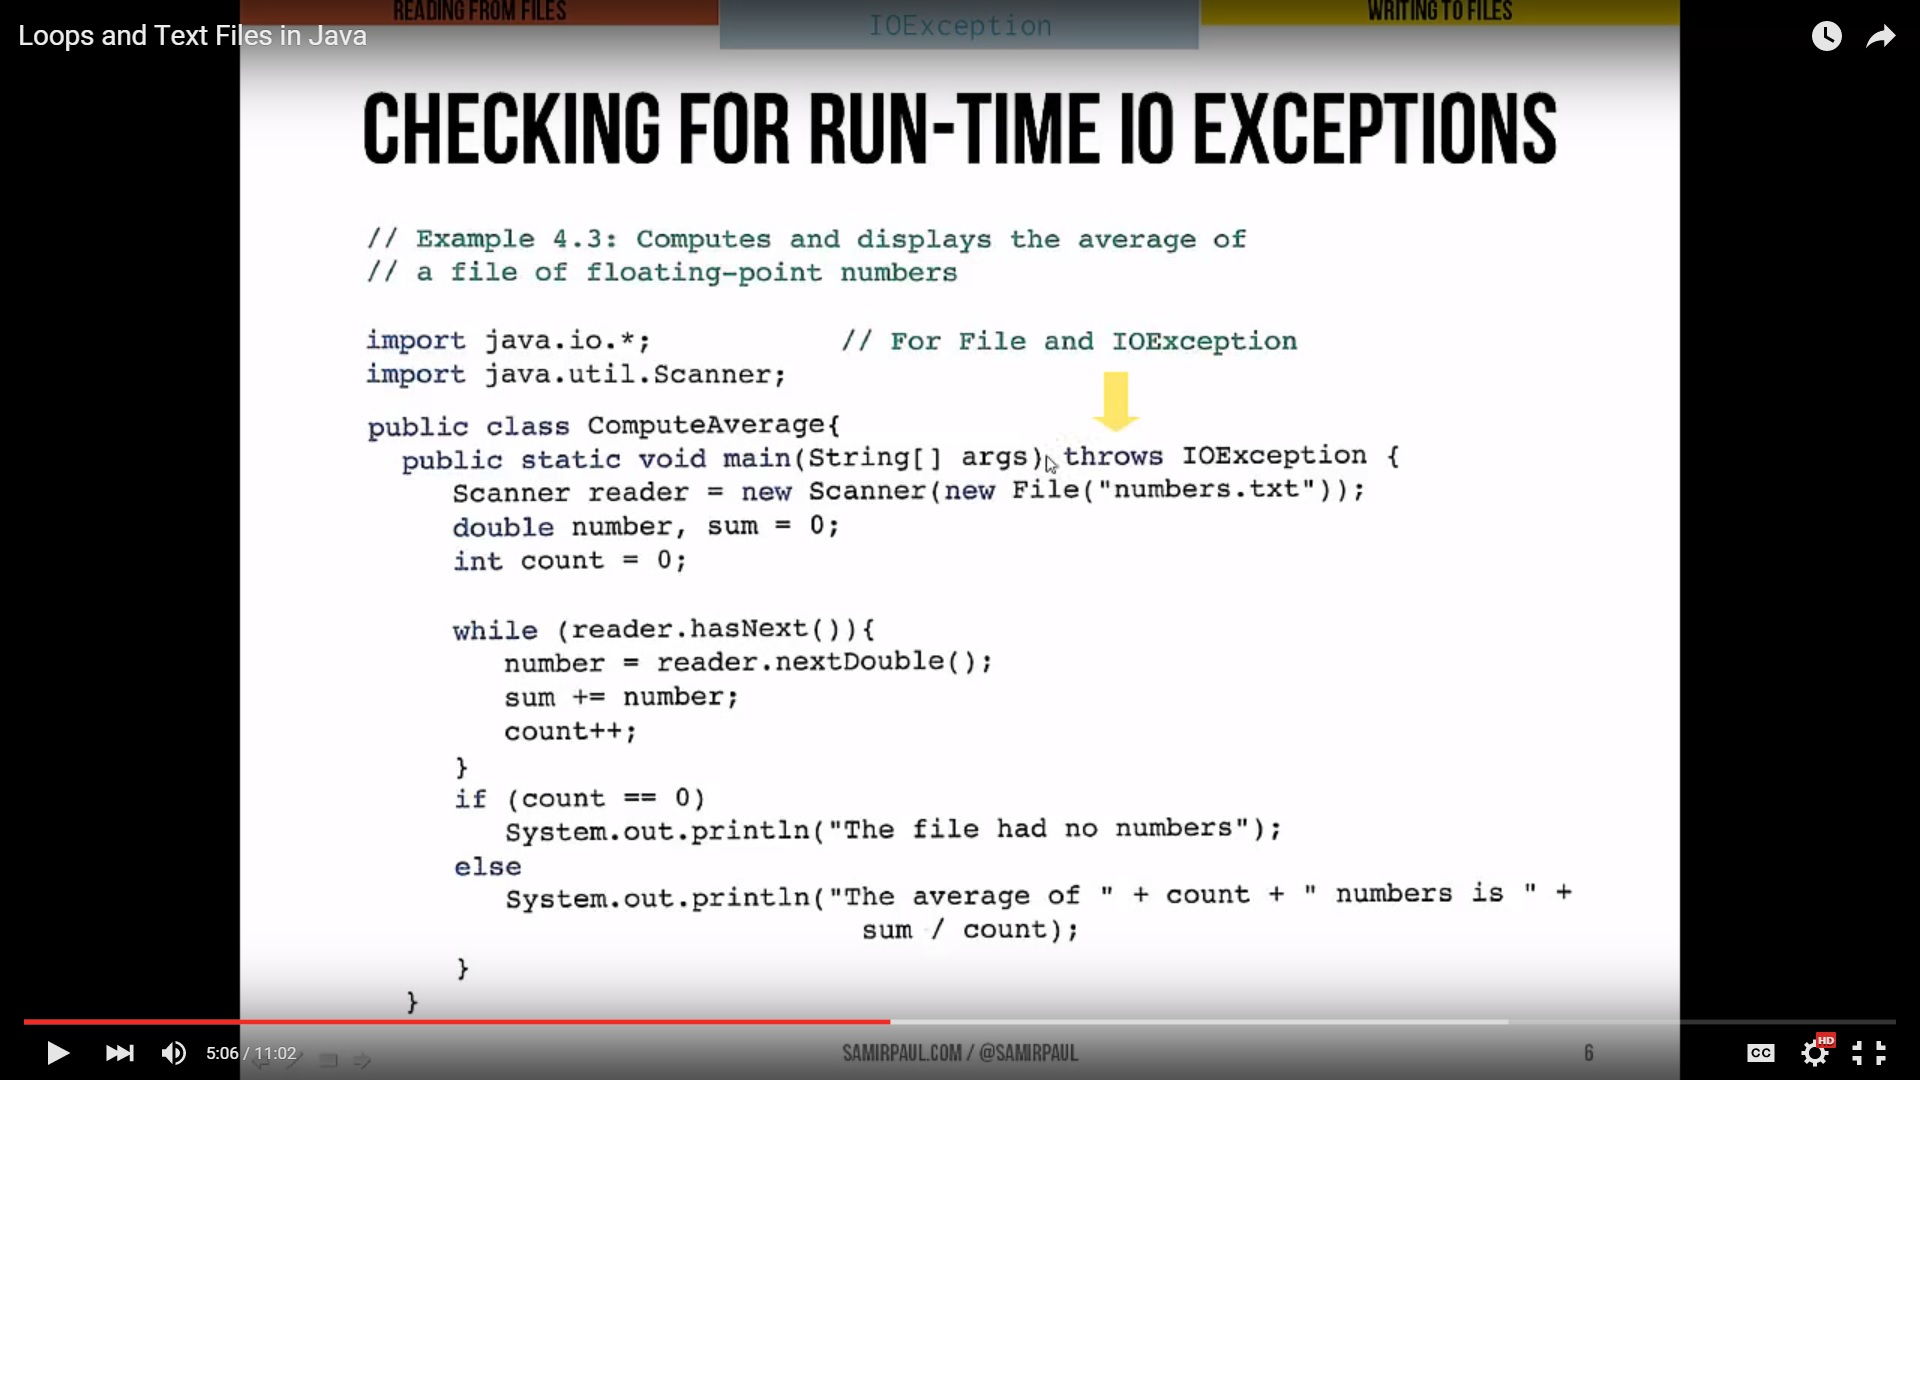 READING FROM FILES
IOException
WRITING TO FILES
Loops and Text Files in Java
CHECKING FOR RUN-TIME IO EXCEPTIONS
// Example 4.3: Computes and displays the average of
// a file of floating-point numbers
import java.io.*; // For File and IOException
import java.util.Scanner;
public class ComputeAverage{
public static void main(String[] args) throws IOException {
Scanner reader = new Scanner(new File("numbers.txt"));
double number, sum = 0;
int count = 0;
while (reader.hasNext()){
number = reader.nextDouble();
sum += number;
count++;
}
if (count == 0)
System.out.println("The file had no numbers");
else
System.out.println("The average of " + count + " numbers is " +
sum / count);
}
}
5:06 / 11:02
SAMIRPAUL.COM / @SAMIRPAUL
6
CC
HD